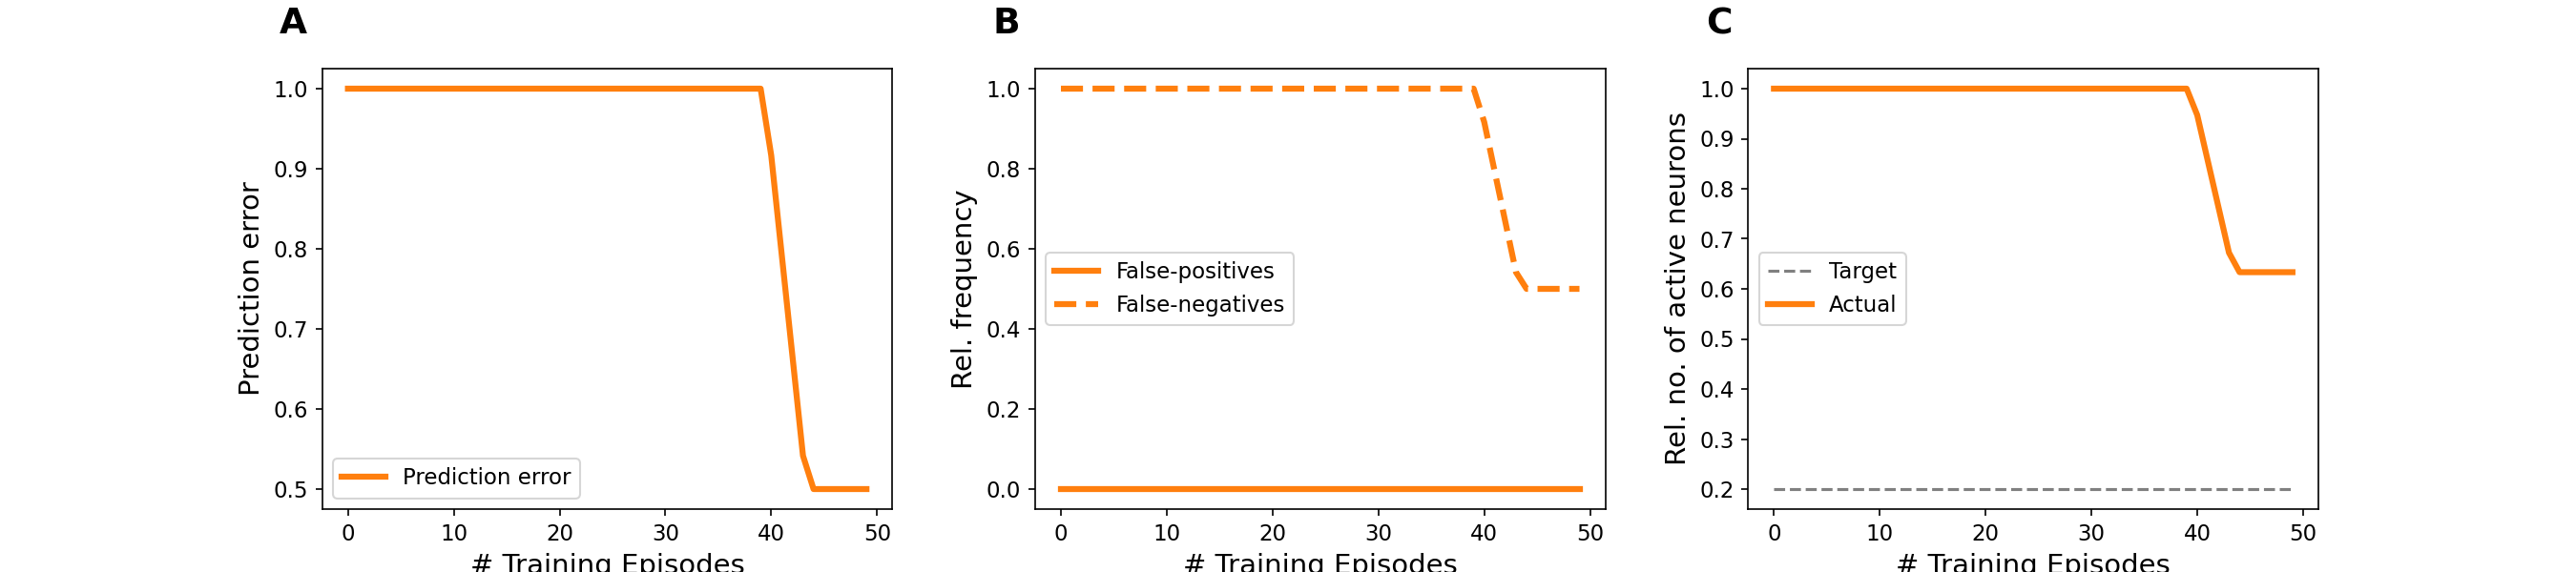 A
Prediction error
1.0
0.9
0.8
0.7
0.6
0.5
Prediction error
0 10 20 30 40 50
# Training Episodes
B
Rel. frequency
1.0
0.8
0.6
0.4
0.2
0.0
False-positives
False-negatives
0 10 20 30 40 50
# Training Episodes
C
Rel. no. of active neurons
1.0
0.9
0.8
0.7
0.6
0.5
0.4
0.3
0.2
Target
Actual
0 10 20 30 40 50
# Training Episodes